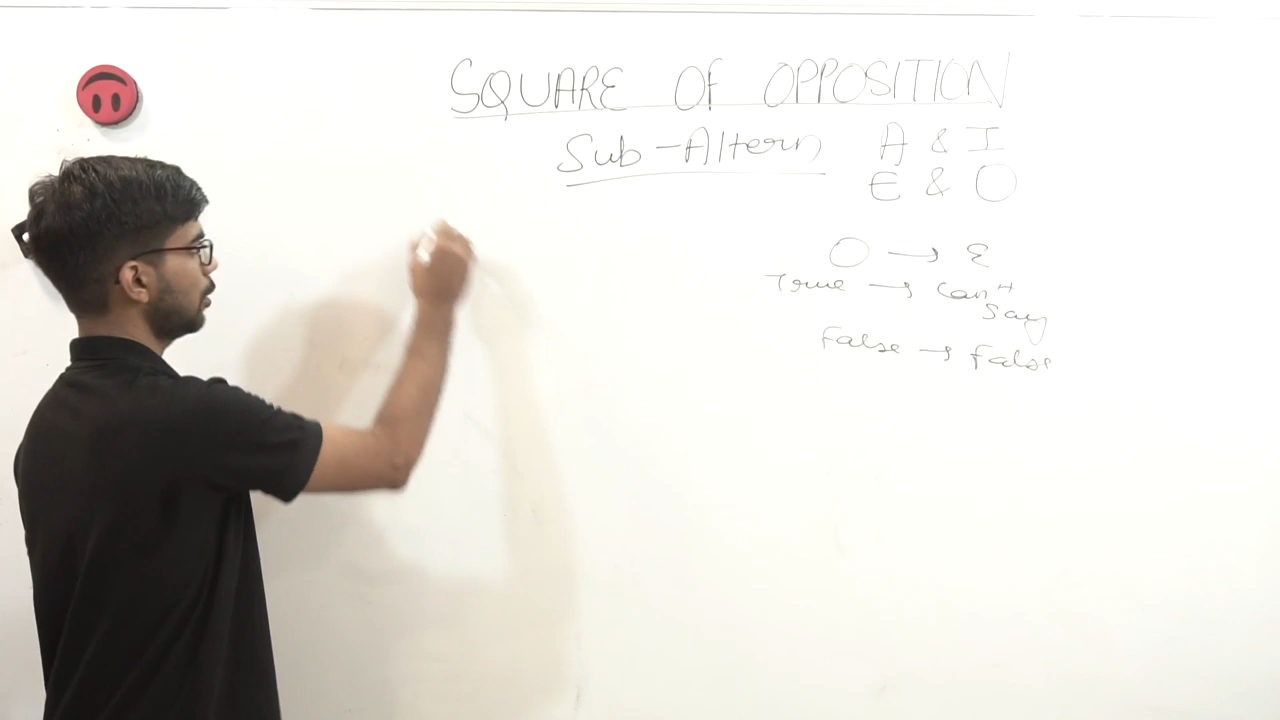 SQUARE OF OPPOSITION
Sub-Altern A & I
E & O
O → E
True → Can't
Say
False → False